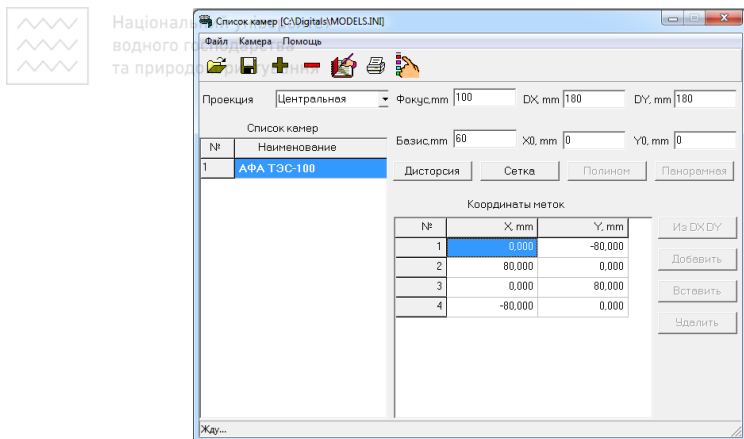 Національний
водного господарства
та природокористування
Список камер [C:\Digitals\MODELS.INI]
Файл Камера Помощь
Проекция Центральная Фокус,mm 100 DX, mm 180 DY, mm 180
Список камер
Базис,mm 60 X0, mm 0 Y0, mm 0
№ Наименование
1 АФА ТЭС-100
Дисторсия Сетка Полином Панорамная
Координаты меток
№ X, mm Y, mm
1 0,000 -80,000
2 80,000 0,000
3 0,000 80,000
4 -80,000 0,000
Из DX DY
Добавить
Вставить
Удалить
Жду...